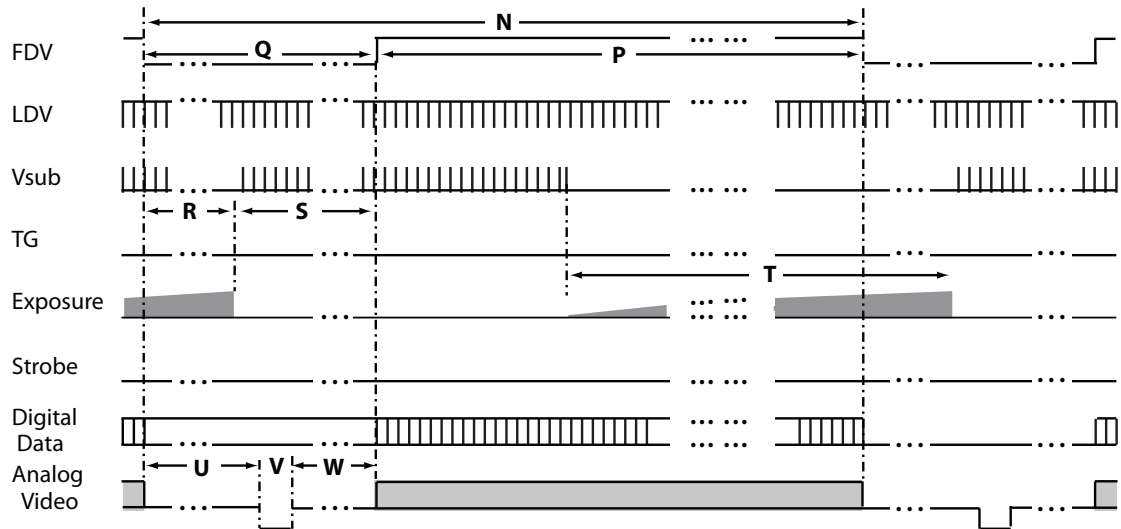 N
FDV
Q
P
LDV
Vsub
R
S
TG
T
Exposure
Strobe
Digital
Data
U
V
W
Analog
Video